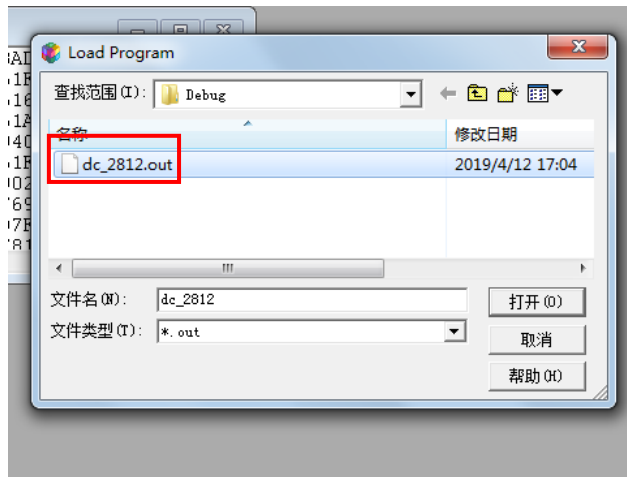 Load Program
查找范围(I):
Debug
名称
修改日期
dc_2812.out
2019/4/12 17:04
文件名(N):
dc_2812
打开(O)
文件类型(T):
*.out
取消
帮助(H)